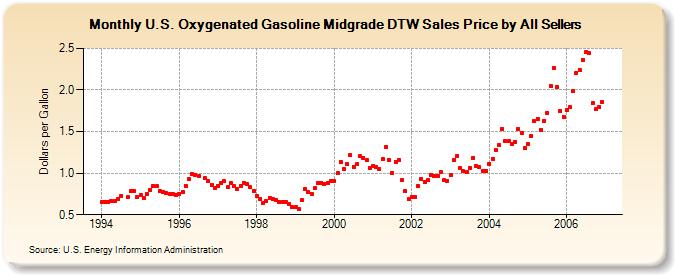 Monthly U.S. Oxygenated Gasoline Midgrade DTW Sales Price by All Sellers
Dollars per Gallon
2.5
2.0
1.5
1.0
0.5
1994 1996 1998 2000 2002 2004 2006
Source: U.S. Energy Information Administration